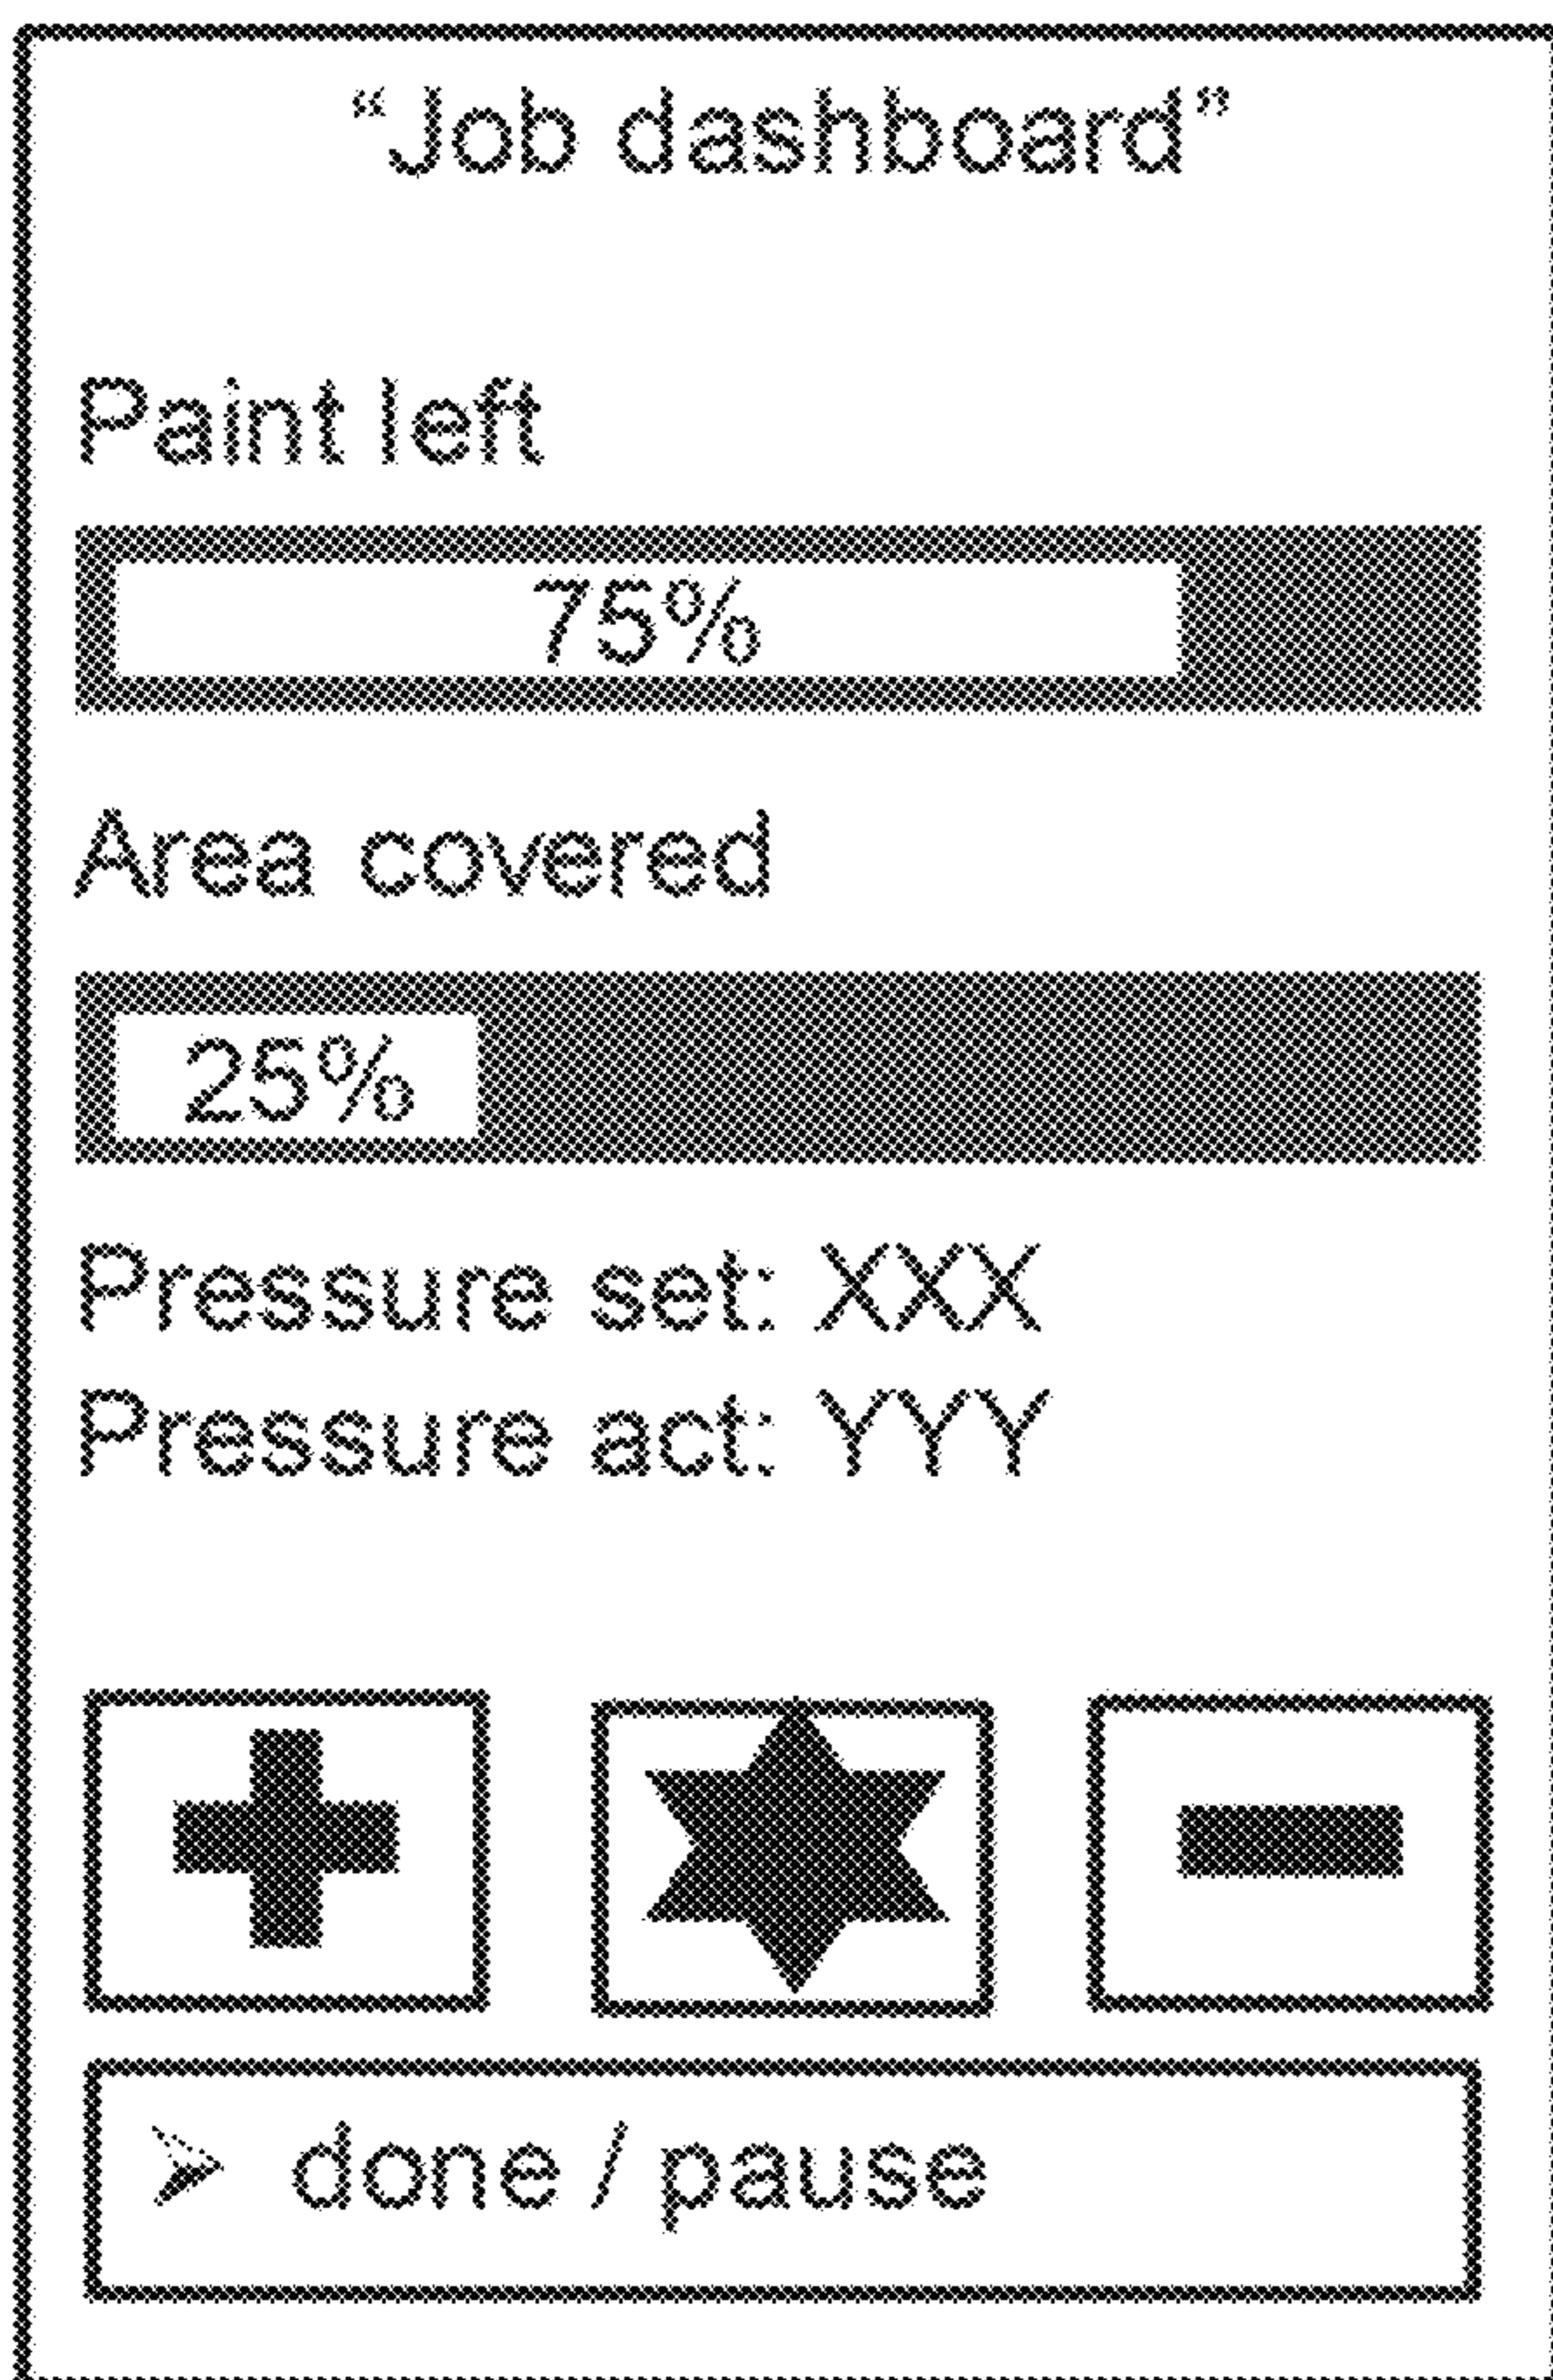 “Job dashboard”
Paint left
75%
Area covered
25%
Pressure set: XXX
Pressure act: YYY
done / pause